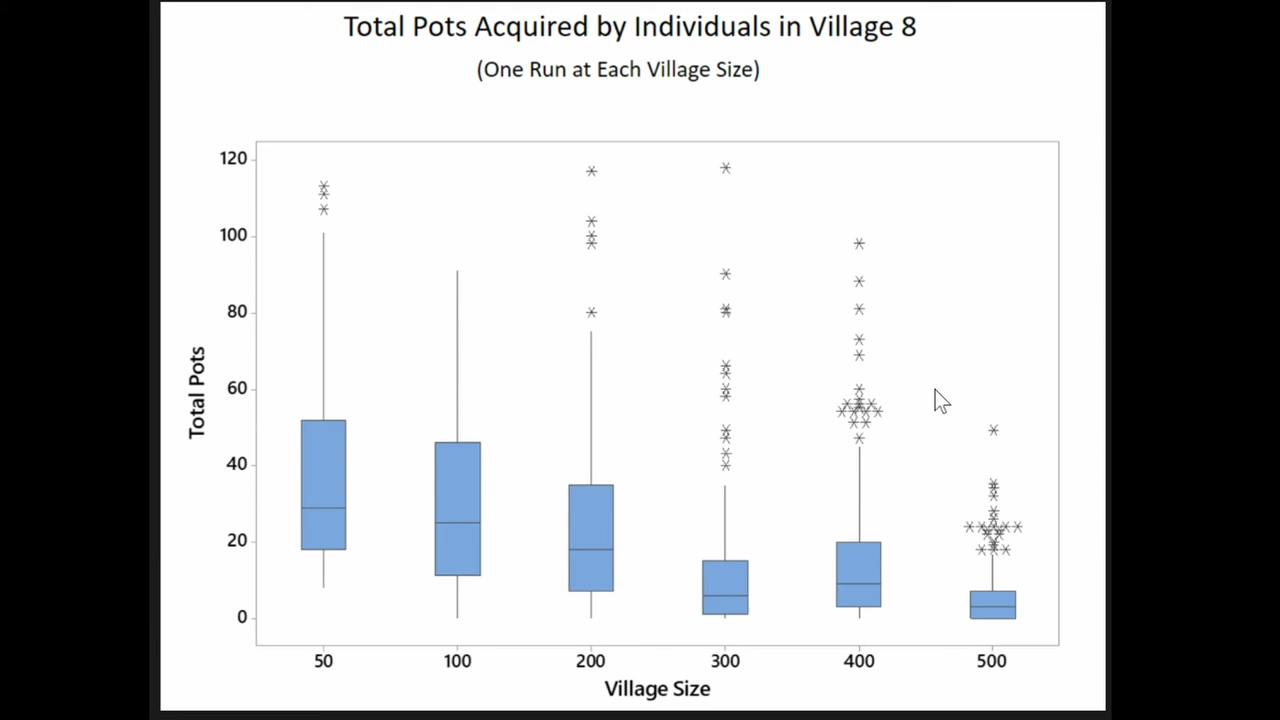 Total Pots Acquired by Individuals in Village 8
(One Run at Each Village Size)
120
100
80
60
40
20
0
Total Pots
50 100 200 300 400 500
Village Size